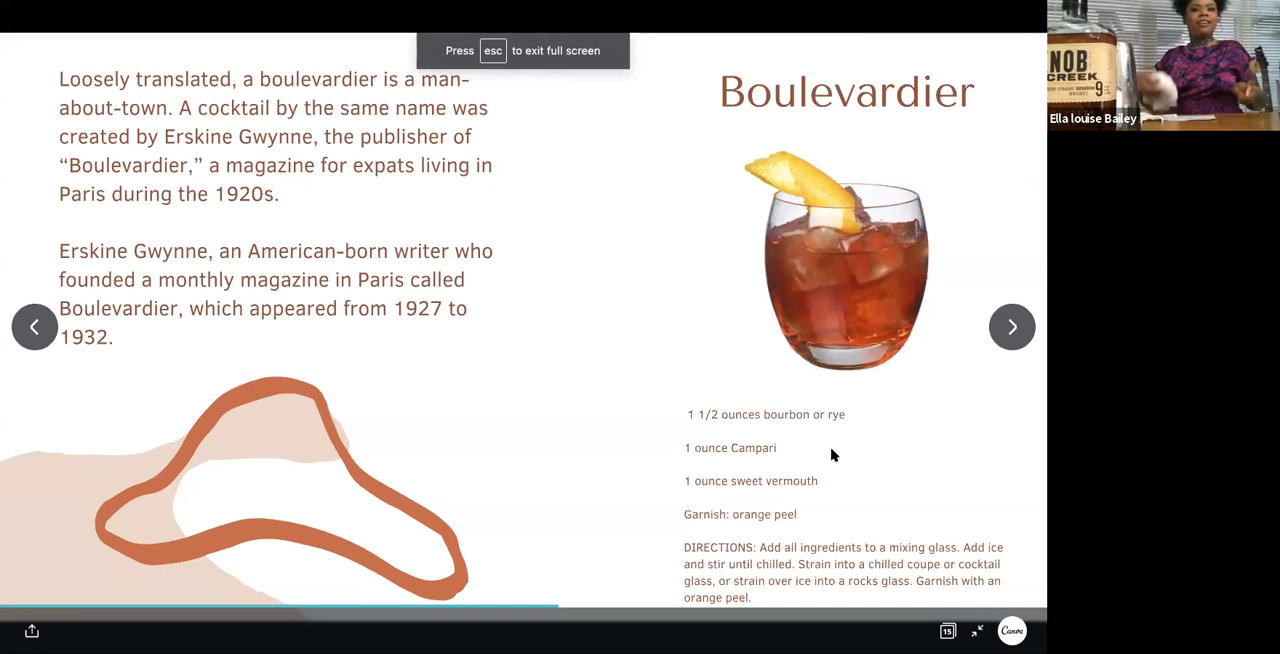 Press esc to exit full screen
Loosely translated, a boulevardier is a man-
about-town. A cocktail by the same name was
created by Erskine Gwynne, the publisher of
“Boulevardier,” a magazine for expats living in
Paris during the 1920s.
Erskine Gwynne, an American-born writer who
founded a monthly magazine in Paris called
Boulevardier, which appeared from 1927 to
1932.
Boulevardier
1 1/2 ounces bourbon or rye
1 ounce Campari
1 ounce sweet vermouth
Garnish: orange peel
DIRECTIONS: Add all ingredients to a mixing glass. Add ice
and stir until chilled. Strain into a chilled coupe or cocktail
glass, or strain over ice into a rocks glass. Garnish with an
orange peel.
KNOB
CREEK
9
Ella louise Bailey
15
Canva